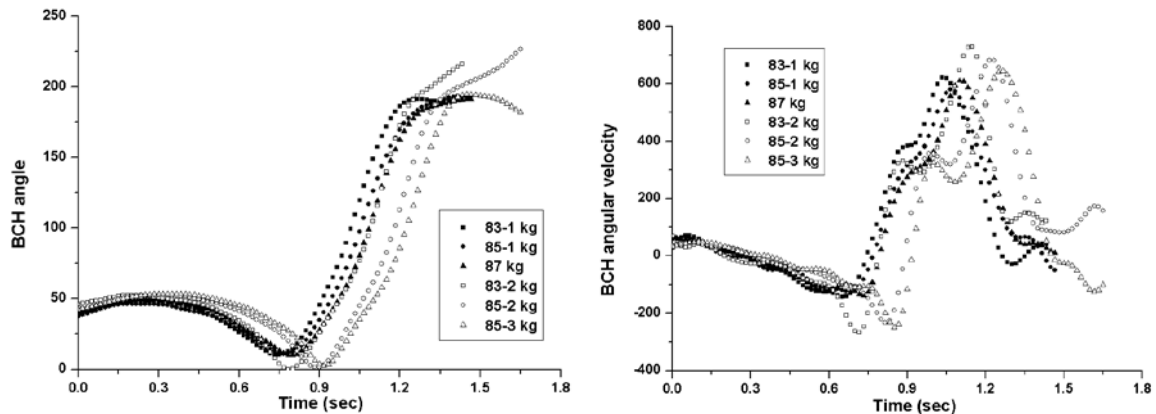 250
200
150
100
50
0
BCH angle
83-1 kg
85-1 kg
87 kg
83-2 kg
85-2 kg
85-3 kg
0.0 0.3 0.6 0.9 1.2 1.5 1.8
Time (sec)
800
600
400
200
0
-200
-400
BCH angular velocity
83-1 kg
85-1 kg
87 kg
83-2 kg
85-2 kg
85-3 kg
0.0 0.3 0.6 0.9 1.2 1.5 1.8
Time (sec)